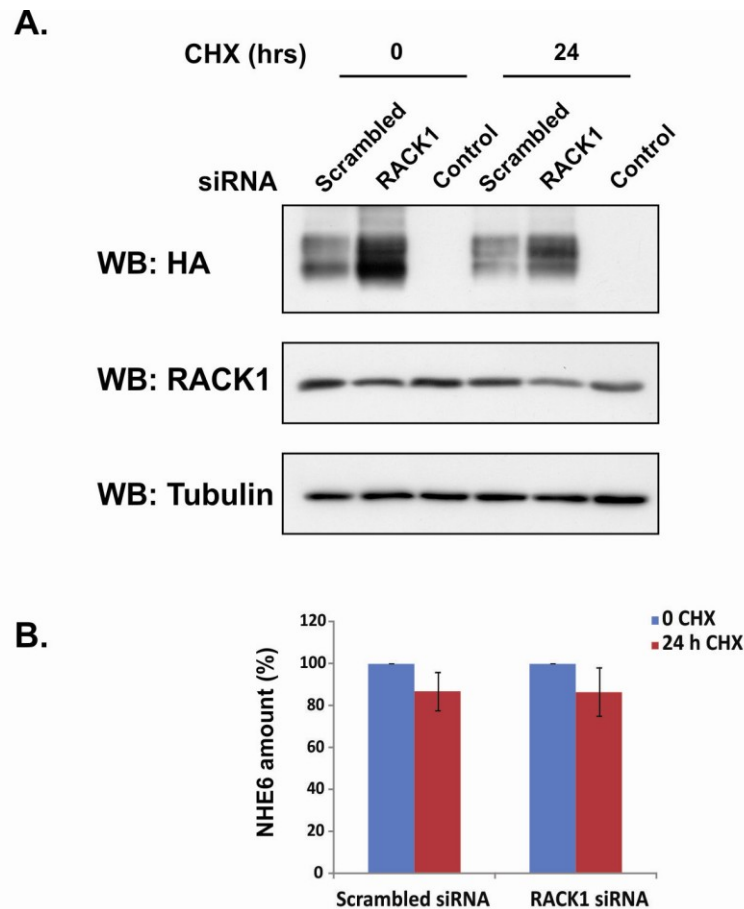 A.
CHX (hrs) 0 24
siRNA Scrambled RACK1 Control Scrambled RACK1 Control
WB: HA
WB: RACK1
WB: Tubulin
B.
NHE6 amount (%)
120
100
80
60
40
20
0
0 CHX
24 h CHX
Scrambled siRNA RACK1 siRNA